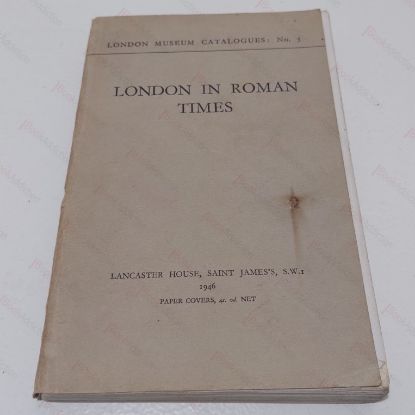 LONDON MUSEUM CATALOGUES: No. 3
LONDON IN ROMAN
TIMES
LANCASTER HOUSE, SAINT JAMES'S, S.W.1
1946
PAPER COVERS, 4s. 0d. NET